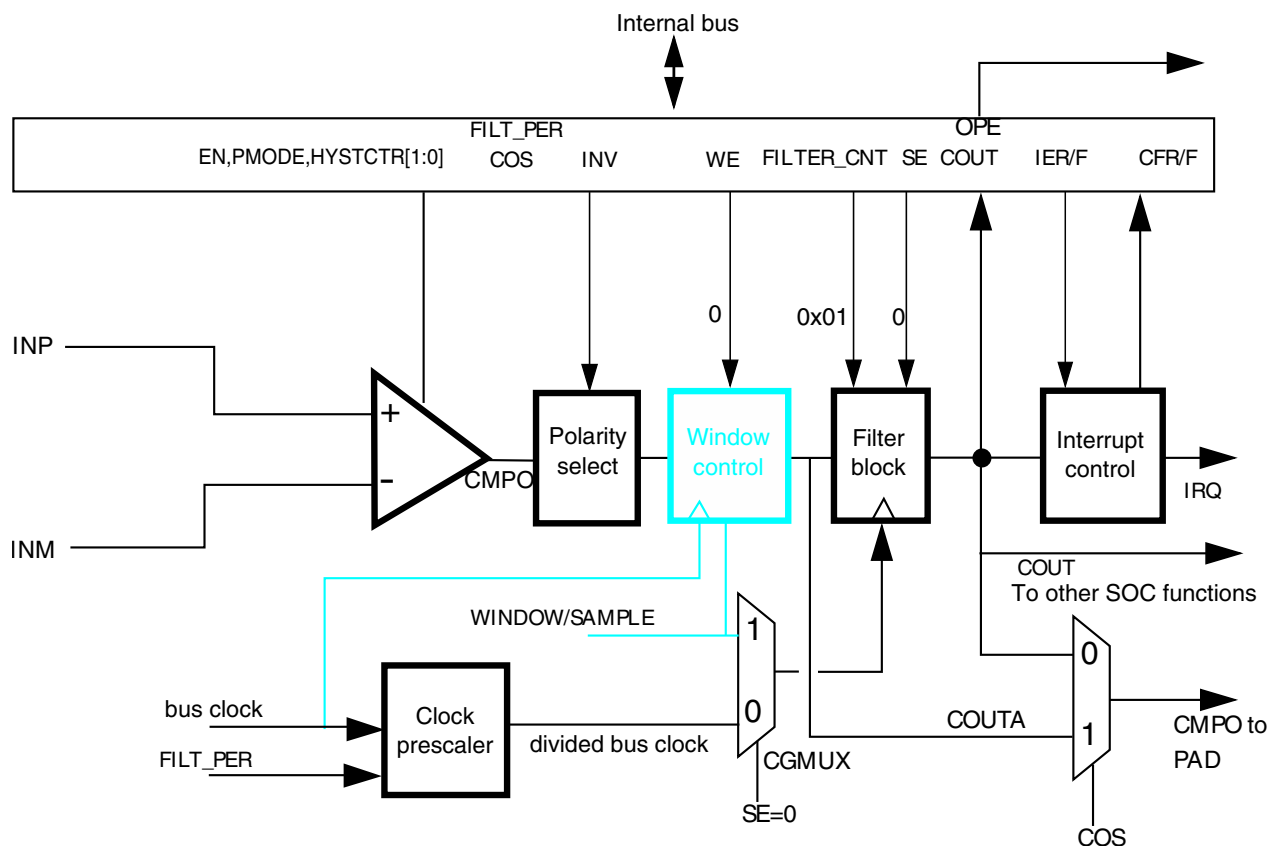 Internal bus
FILT_PER
OPE
EN,PMODE,HYSTCTR[1:0]
COS
INV
WE
FILTER_CNT
SE
COUT
IER/F
CFR/F
0
0x01
0
INP
+
-
INM
CMPO
Polarity
select
Window
control
Filter
block
Interrupt
control
IRQ
COUT
To other SOC functions
WINDOW/SAMPLE
1
0
0
1
bus clock
FILT_PER
Clock
prescaler
divided bus clock
CGMUX
SE=0
COUTA
CMPO to
PAD
COS